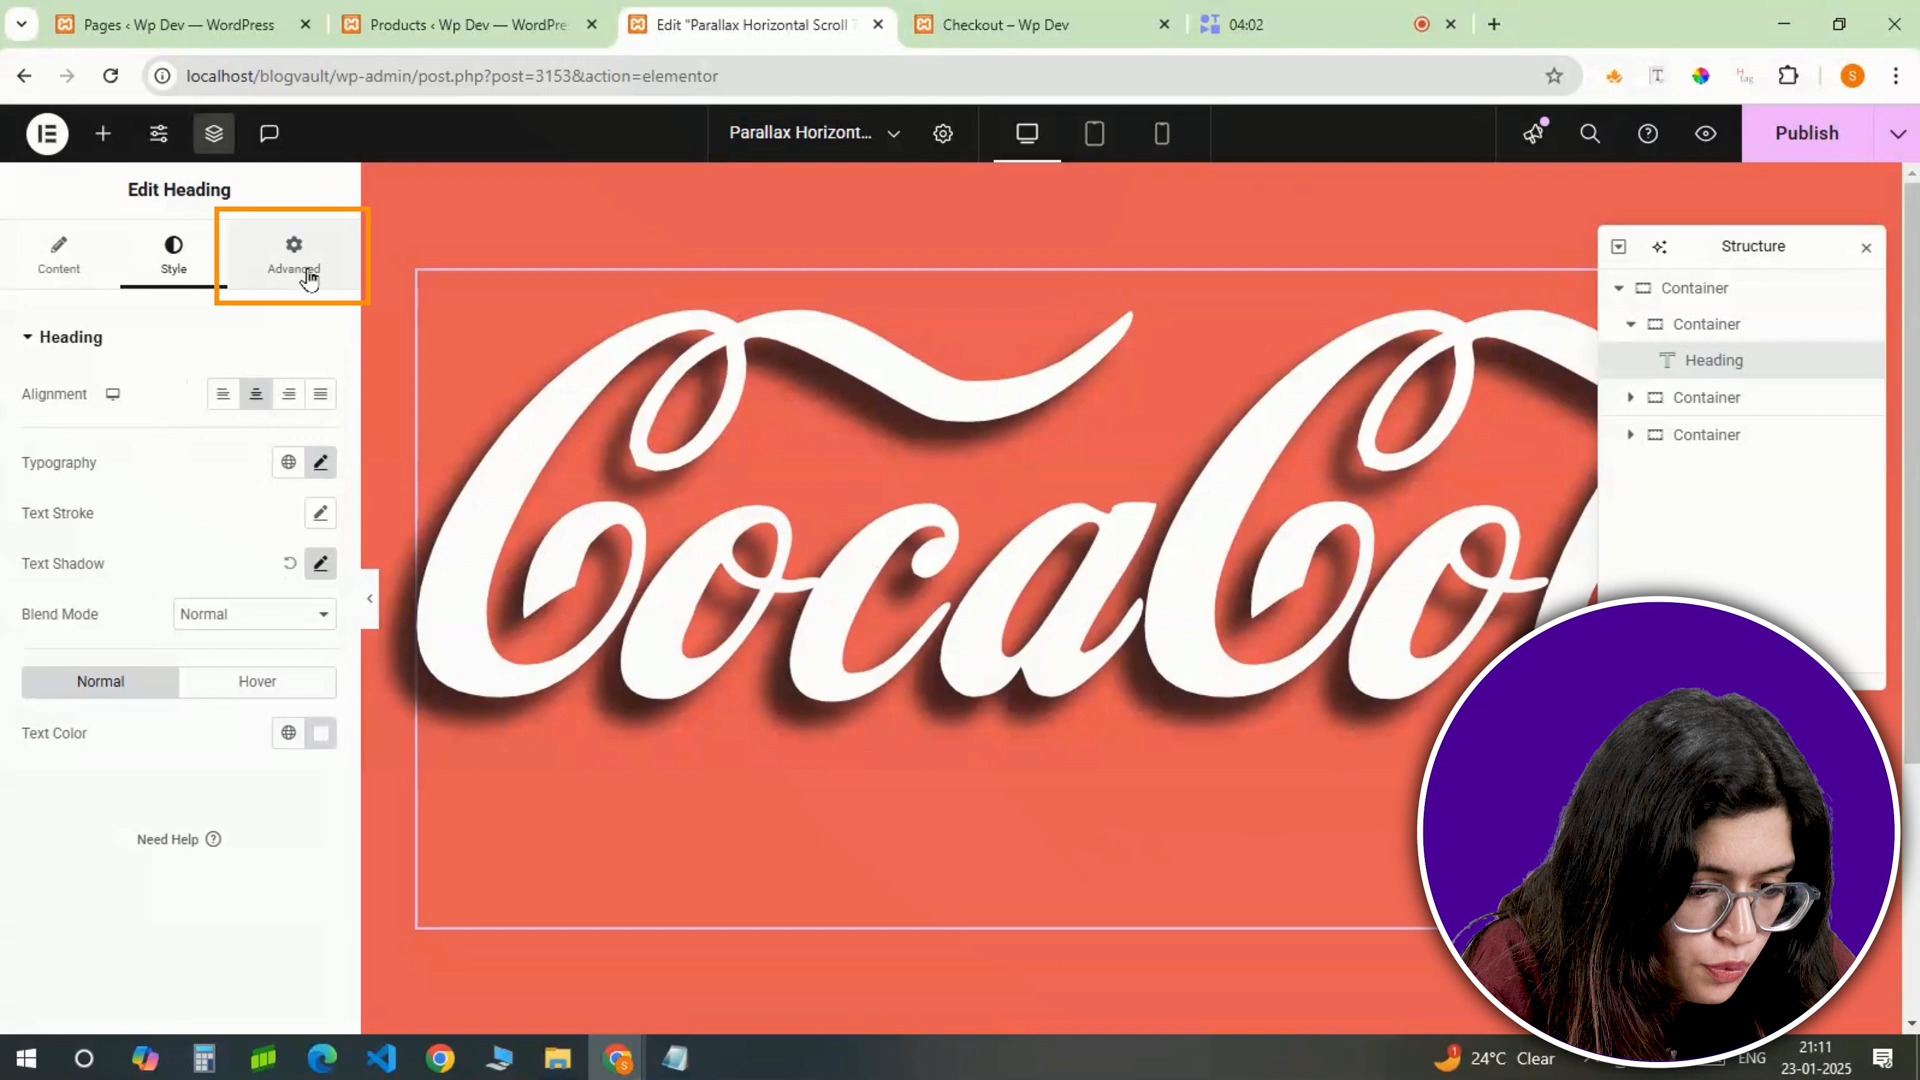 Pages ‹ Wp Dev — WordPress
Products ‹ Wp Dev — WordPre
Edit "Parallax Horizontal Scroll T
Checkout – Wp Dev
04:02
localhost/blogvault/wp-admin/post.php?post=3153&action=elementor
S
Parallax Horizont...
Publish
Edit Heading
Content
Style
Advanced
Heading
Alignment
Typography
Text Stroke
Text Shadow
Blend Mode
Normal
Normal
Hover
Text Color
Need Help
CocaCo
Structure
Container
Container
Heading
Container
Container
24°C Clear
ENG
21:11
23-01-2025